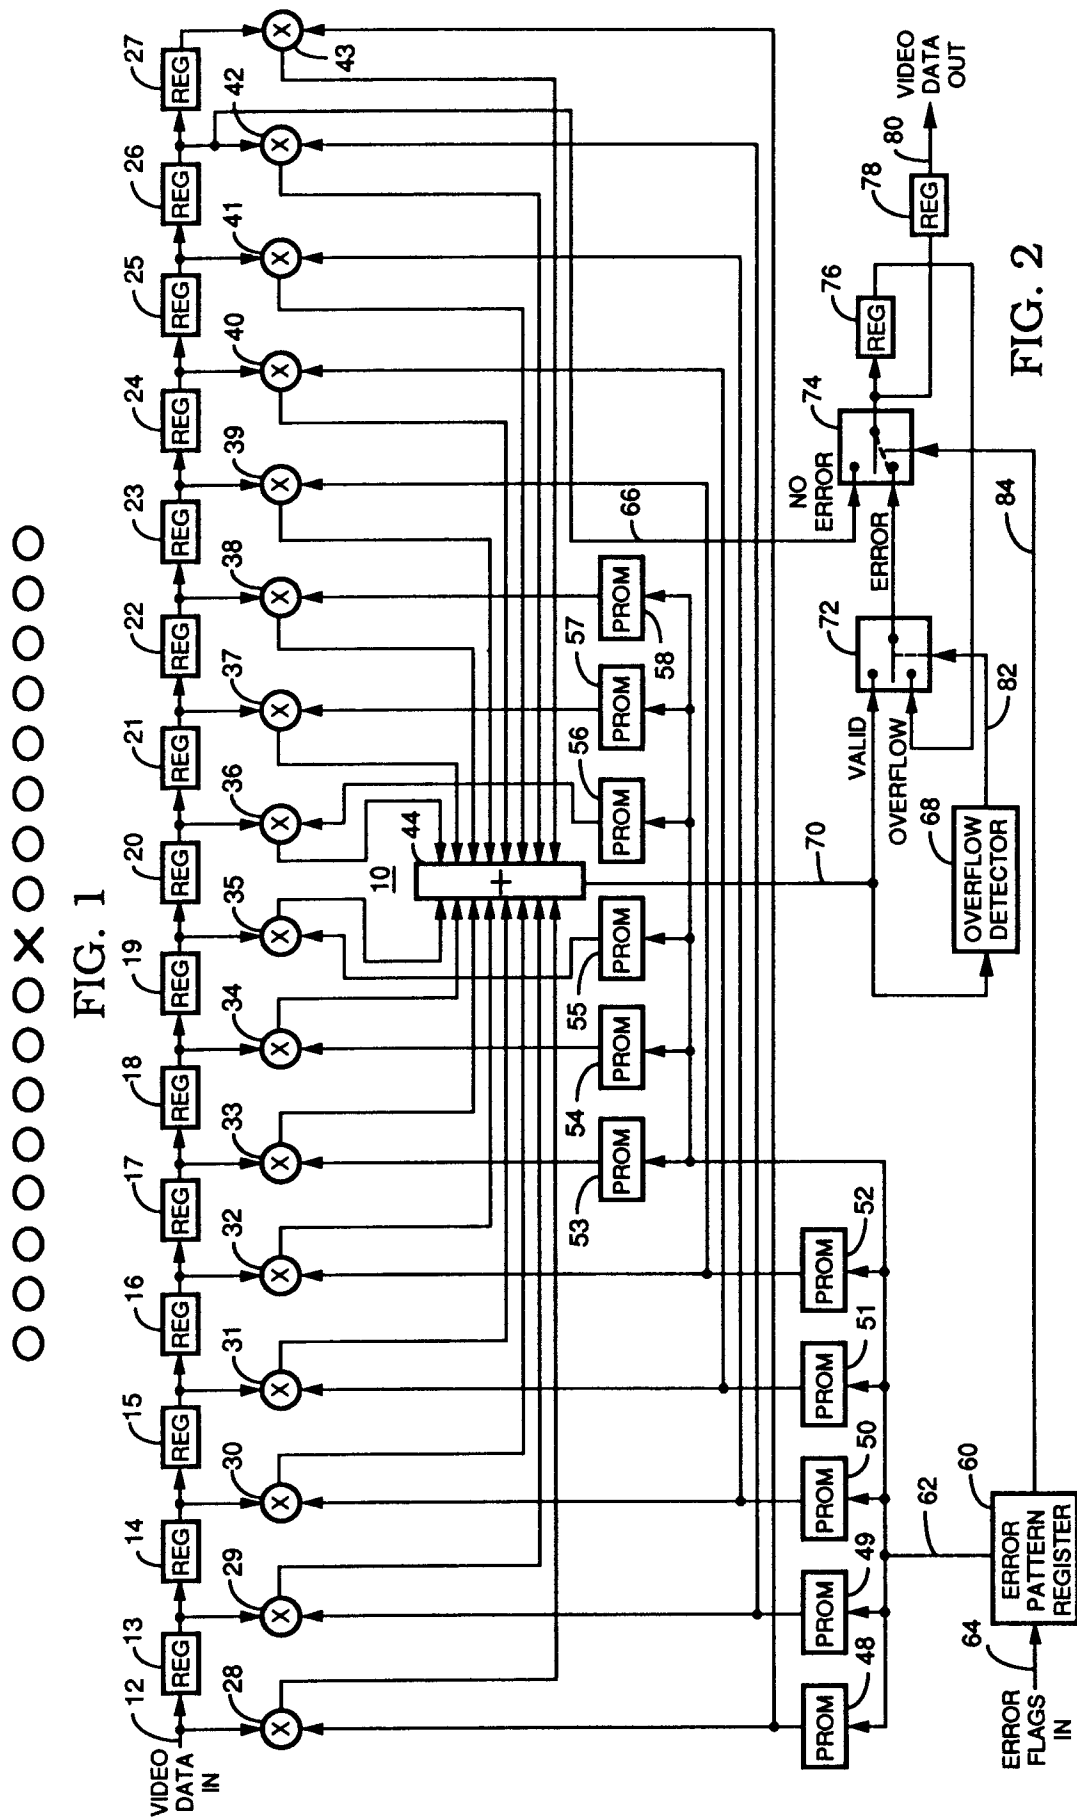 O O O O O O O O X O O O O O O O O
FIG. 1
12 13 14 15 16 17 18 19 20 21 22 23 24 25 26 27
VIDEO
DATA
IN
REG REG REG REG REG REG REG REG REG REG REG REG REG REG REG
28 29 30 31 32 33 34 35 36 37 38 39 40 41 42 43
X X X X X X X X X X X X X X X X
10
44
+
53 54 55 56 57 58
PROM PROM PROM PROM PROM PROM
66
48 49 50 51 52
PROM PROM PROM PROM PROM
70
VALID
OVERFLOW
72
ERROR
NO
ERROR
74
76
REG
78
REG
80
VIDEO
DATA
OUT
68
OVERFLOW
DETECTOR
82
84
62
60
ERROR
PATTERN
REGISTER
64
ERROR
FLAGS
IN
FIG. 2